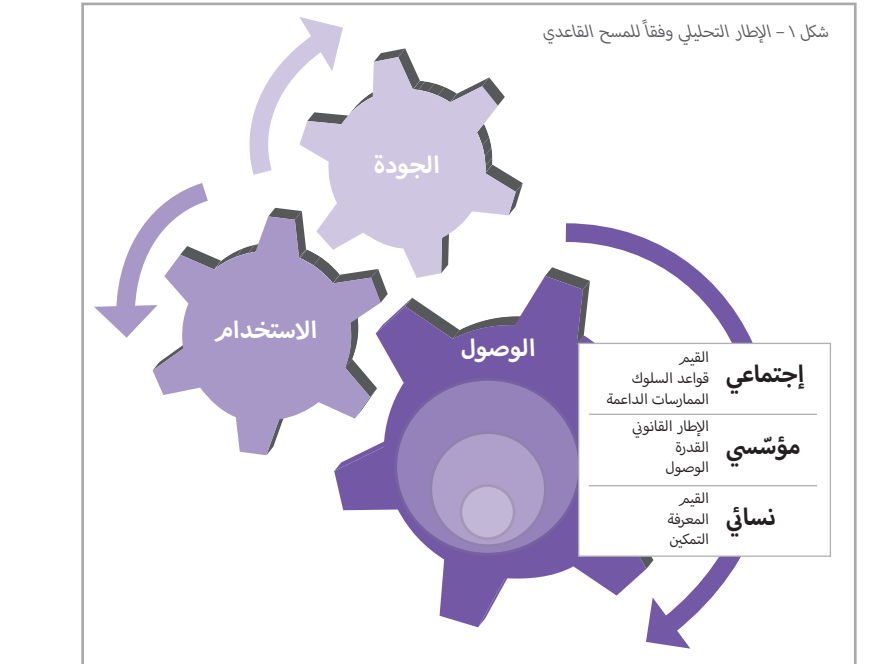 شكل ١ - الإطار التحليلي وفقاً للمسح القاعدي
الجودة
الاستخدام
الوصول
إجتماعي
القيم
قواعد السلوك
الممارسات الداعمة
مؤسّسي
الإطار القانوني
القدرة
الوصول
نسائي
القيم
المعرفة
التمكين